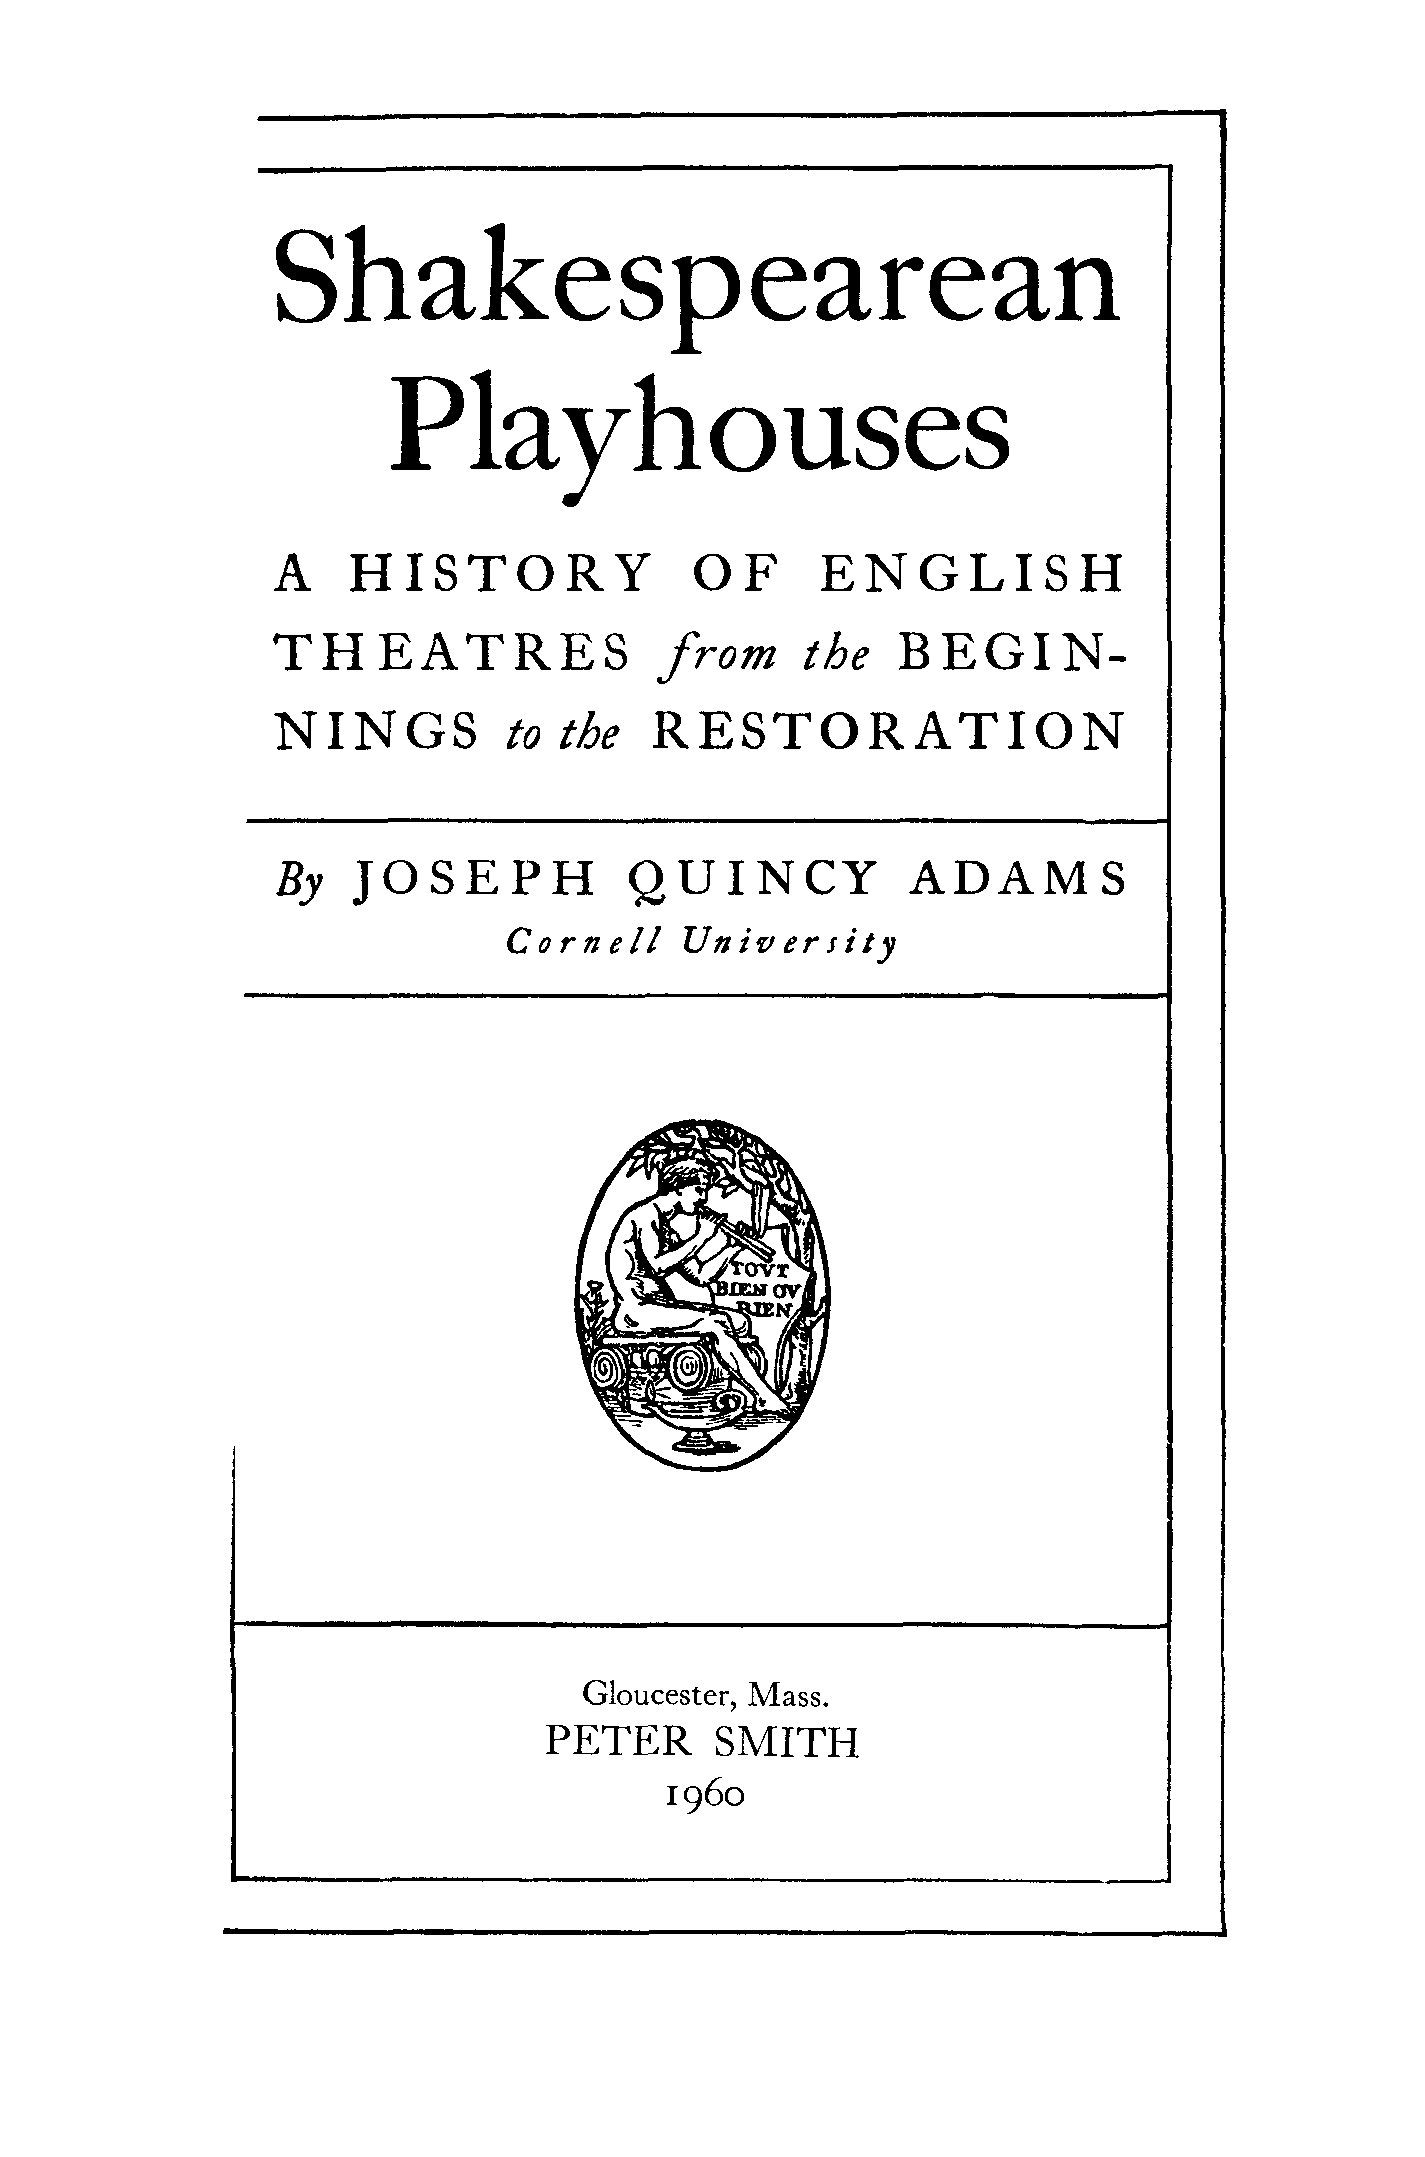 Shakespearean
Playhouses
A HISTORY OF ENGLISH
THEATRES from the BEGIN-
NINGS to the RESTORATION
By JOSEPH QUINCY ADAMS
Cornell University
TOVT
BIEN OV
RIEN
Gloucester, Mass.
PETER SMITH
1960